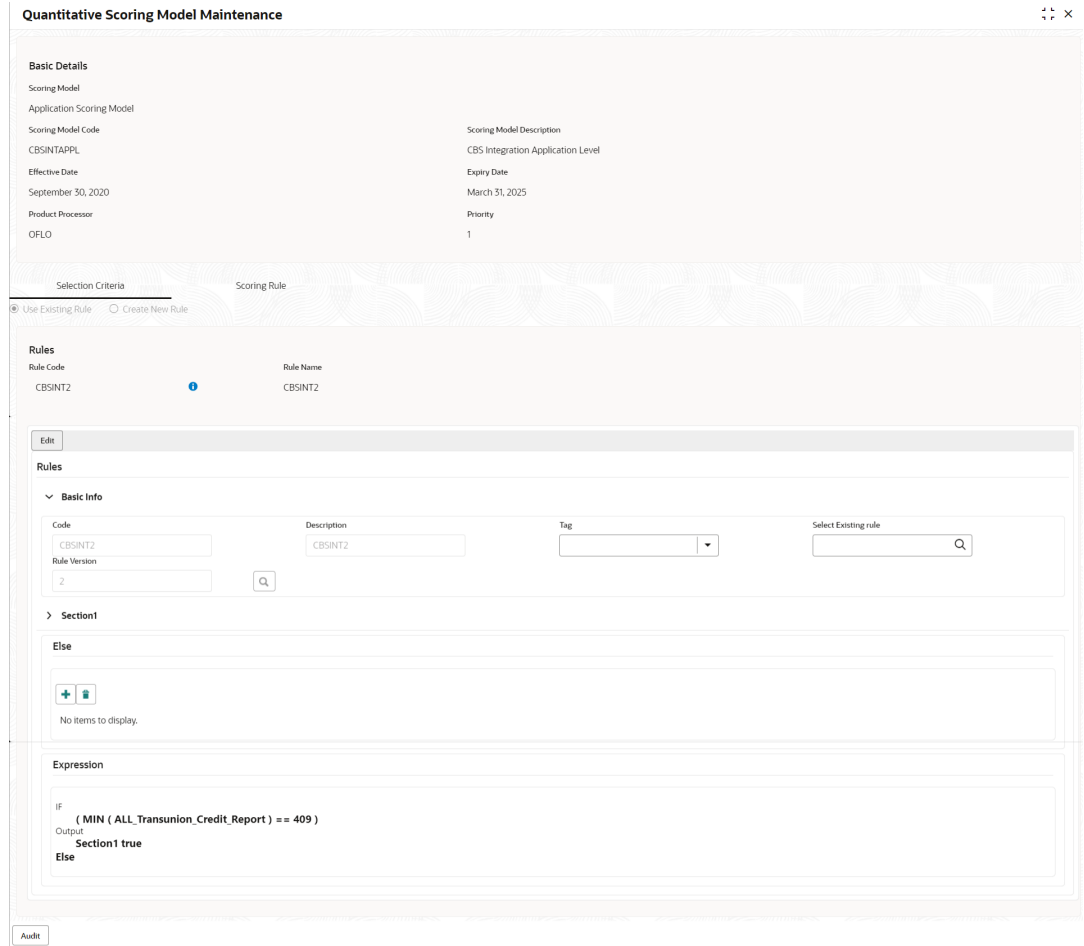 Quantitative Scoring Model Maintenance
Basic Details
Scoring Model
Application Scoring Model
Scoring Model Code
Scoring Model Description
CBSINTAPPL
CBS Integration Application Level
Effective Date
Expiry Date
September 30, 2020
March 31, 2025
Product Processor
Priority
OFLO
1
Selection Criteria
Scoring Rule
Use Existing Rule
Create New Rule
Rules
Rule Code
Rule Name
CBSINT2
CBSINT2
Edit
Rules
Basic Info
Code
Description
Tag
Select Existing rule
CBSINT2
CBSINT2
Rule Version
2
Section1
Else
No items to display.
Expression
IF
( MIN ( ALL_Transunion_Credit_Report ) == 409 )
Output
Section1 true
Else
Audit